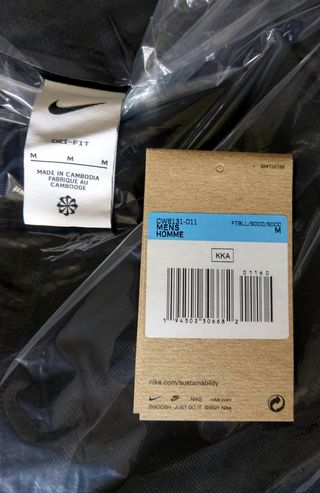 DRI-FIT
M M M
MADE IN CAMBODIA
FABRIQUE AU
CAMBODGE
CW6131-011 FTBLL/SOCC/SOCC
MENS M
HOMME
KKA
01160
1 94502 30668 2
nike.com/sustainability
NIKE nike.com
SWOOSH JUST DO IT. ©2021 Nike